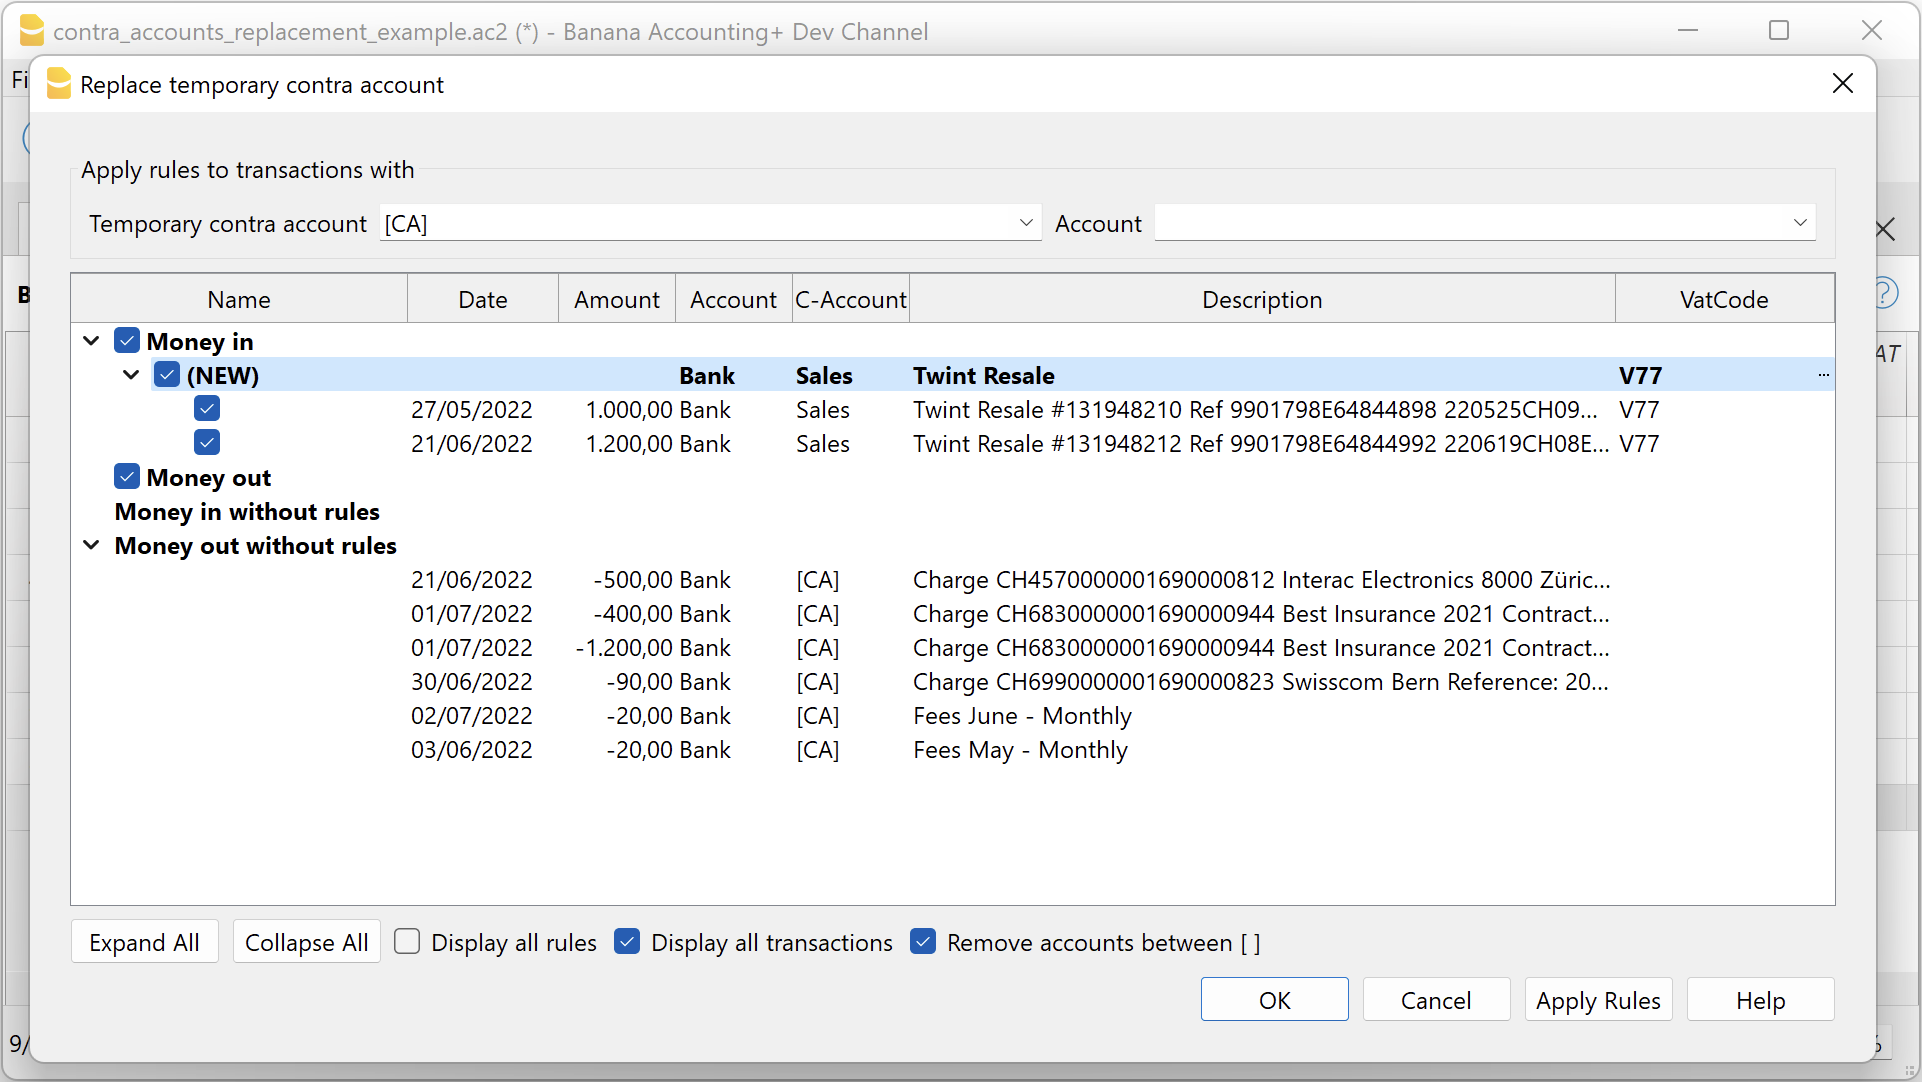 contra_accounts_replacement_example.ac2 (*) - Banana Accounting+ Dev Channel
Fi
Replace temporary contra account
Apply rules to transactions with
Temporary contra account [CA] Account
B
Name Date Amount Account C-Account Description VatCode
AT
Money in
(NEW) Bank Sales Twint Resale V77 ...
27/05/2022 1.000,00 Bank Sales Twint Resale #131948210 Ref 9901798E64844898 220525CH09... V77
21/06/2022 1.200,00 Bank Sales Twint Resale #131948212 Ref 9901798E64844992 220619CH08E... V77
Money out
Money in without rules
Money out without rules
21/06/2022 -500,00 Bank [CA] Charge CH4570000001690000812 Interac Electronics 8000 Züric...
01/07/2022 -400,00 Bank [CA] Charge CH6830000001690000944 Best Insurance 2021 Contract...
01/07/2022 -1.200,00 Bank [CA] Charge CH6830000001690000944 Best Insurance 2021 Contract...
30/06/2022 -90,00 Bank [CA] Charge CH6990000001690000823 Swisscom Bern Reference: 20...
02/07/2022 -20,00 Bank [CA] Fees June - Monthly
03/06/2022 -20,00 Bank [CA] Fees May - Monthly
Expand All Collapse All Display all rules Display all transactions Remove accounts between [ ]
OK Cancel Apply Rules Help
9/